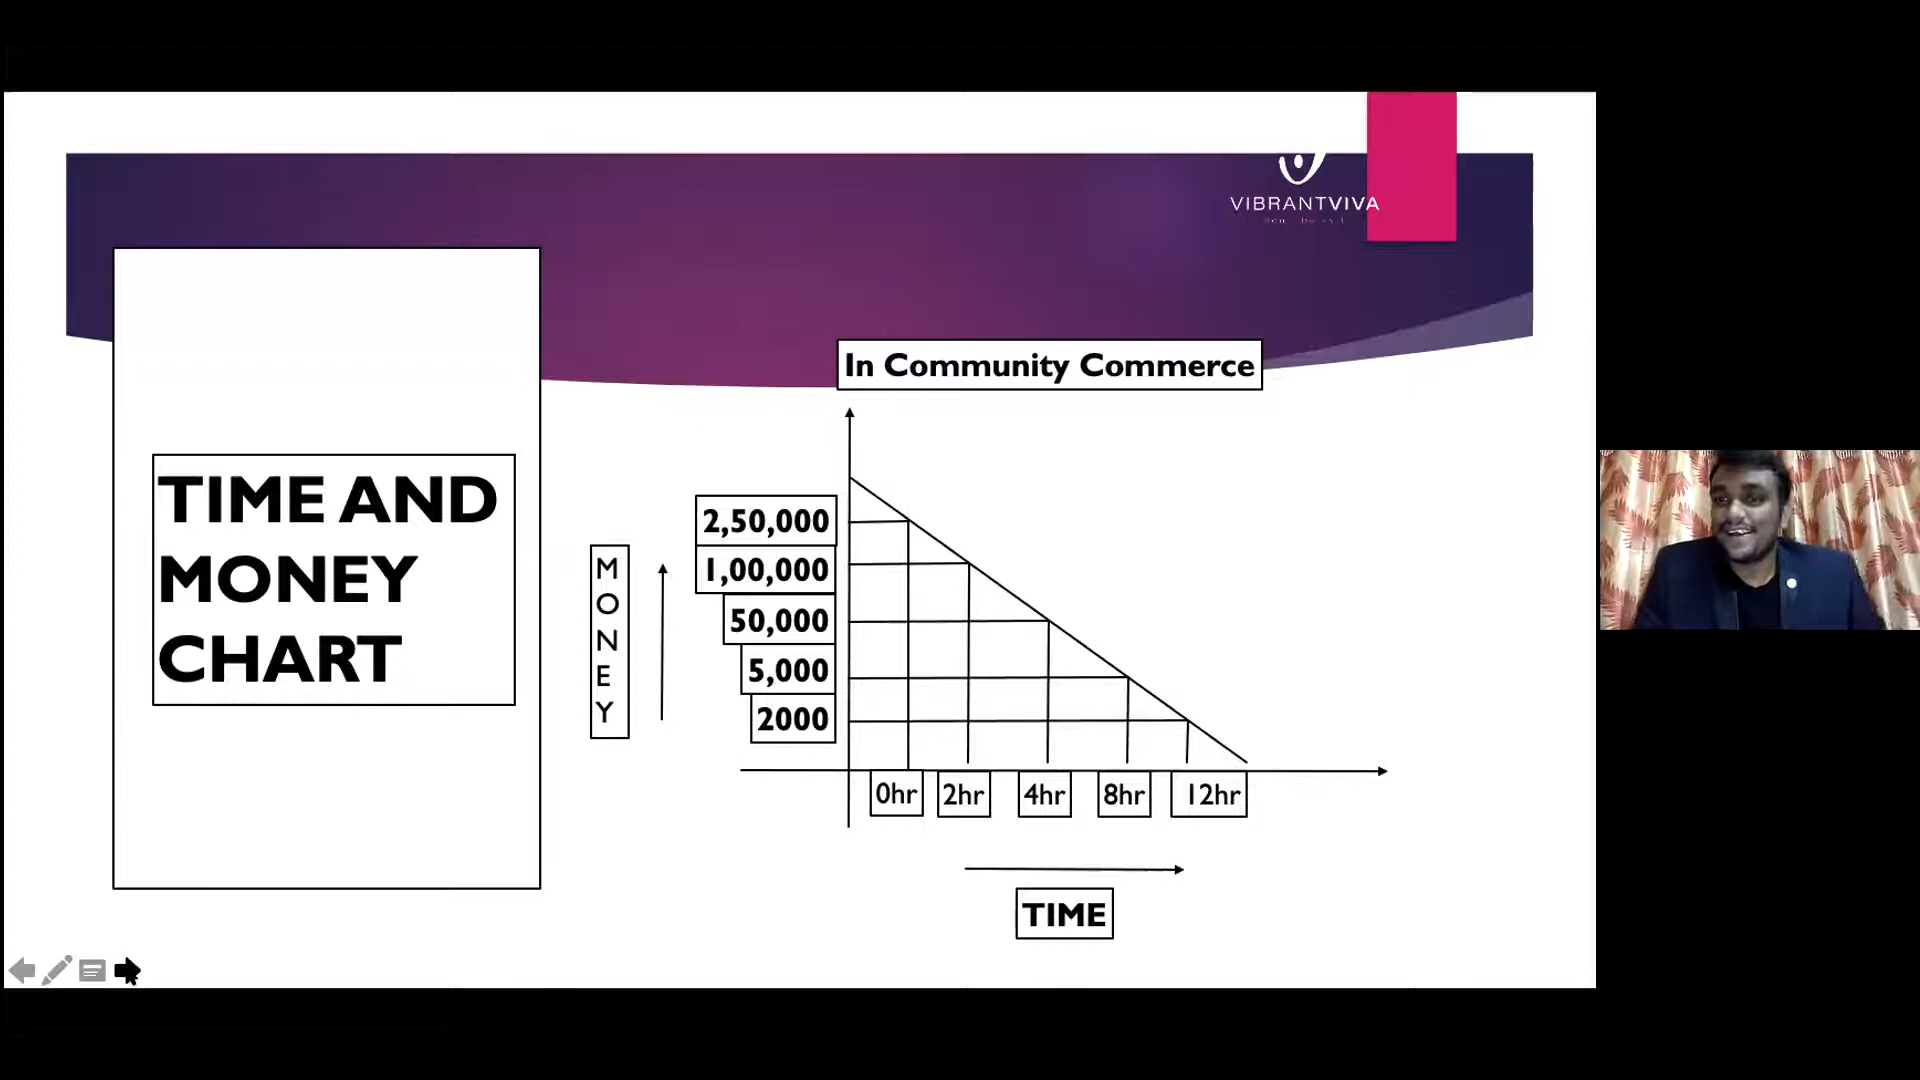 VIBRANTVIVA
In Community Commerce
TIME AND
MONEY
CHART
M
O
N
E
Y
2,50,000
1,00,000
50,000
5,000
2000
0hr 2hr 4hr 8hr 12hr
TIME